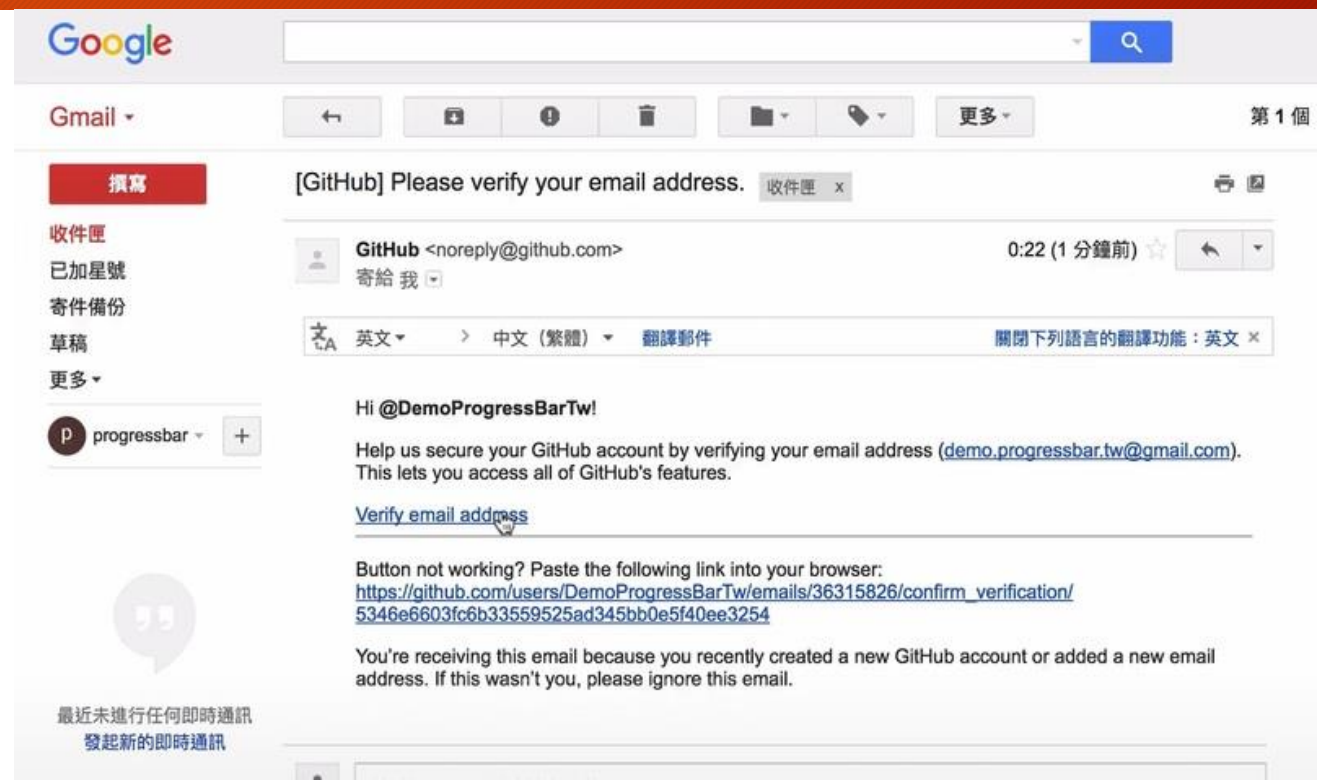 Google
Gmail
更多
第 1 個
撰寫
[GitHub] Please verify your email address. 收件匣 x
收件匣
已加星號
寄件備份
草稿
更多
P progressbar +
GitHub <noreply@github.com>
0:22 (1 分鐘前)
寄給 我
英文 > 中文（繁體） 翻譯郵件 關閉下列語言的翻譯功能：英文 ×
Hi @DemoProgressBarTw!
Help us secure your GitHub account by verifying your email address (demo.progressbar.tw@gmail.com).
This lets you access all of GitHub's features.
Verify email address
Button not working? Paste the following link into your browser:
https://github.com/users/DemoProgressBarTw/emails/36315826/confirm_verification/
5346e6603fc6b33559525ad345bb0e5f40ee3254
You're receiving this email because you recently created a new GitHub account or added a new email
address. If this wasn't you, please ignore this email.
最近未進行任何即時通訊
發起新的即時通訊